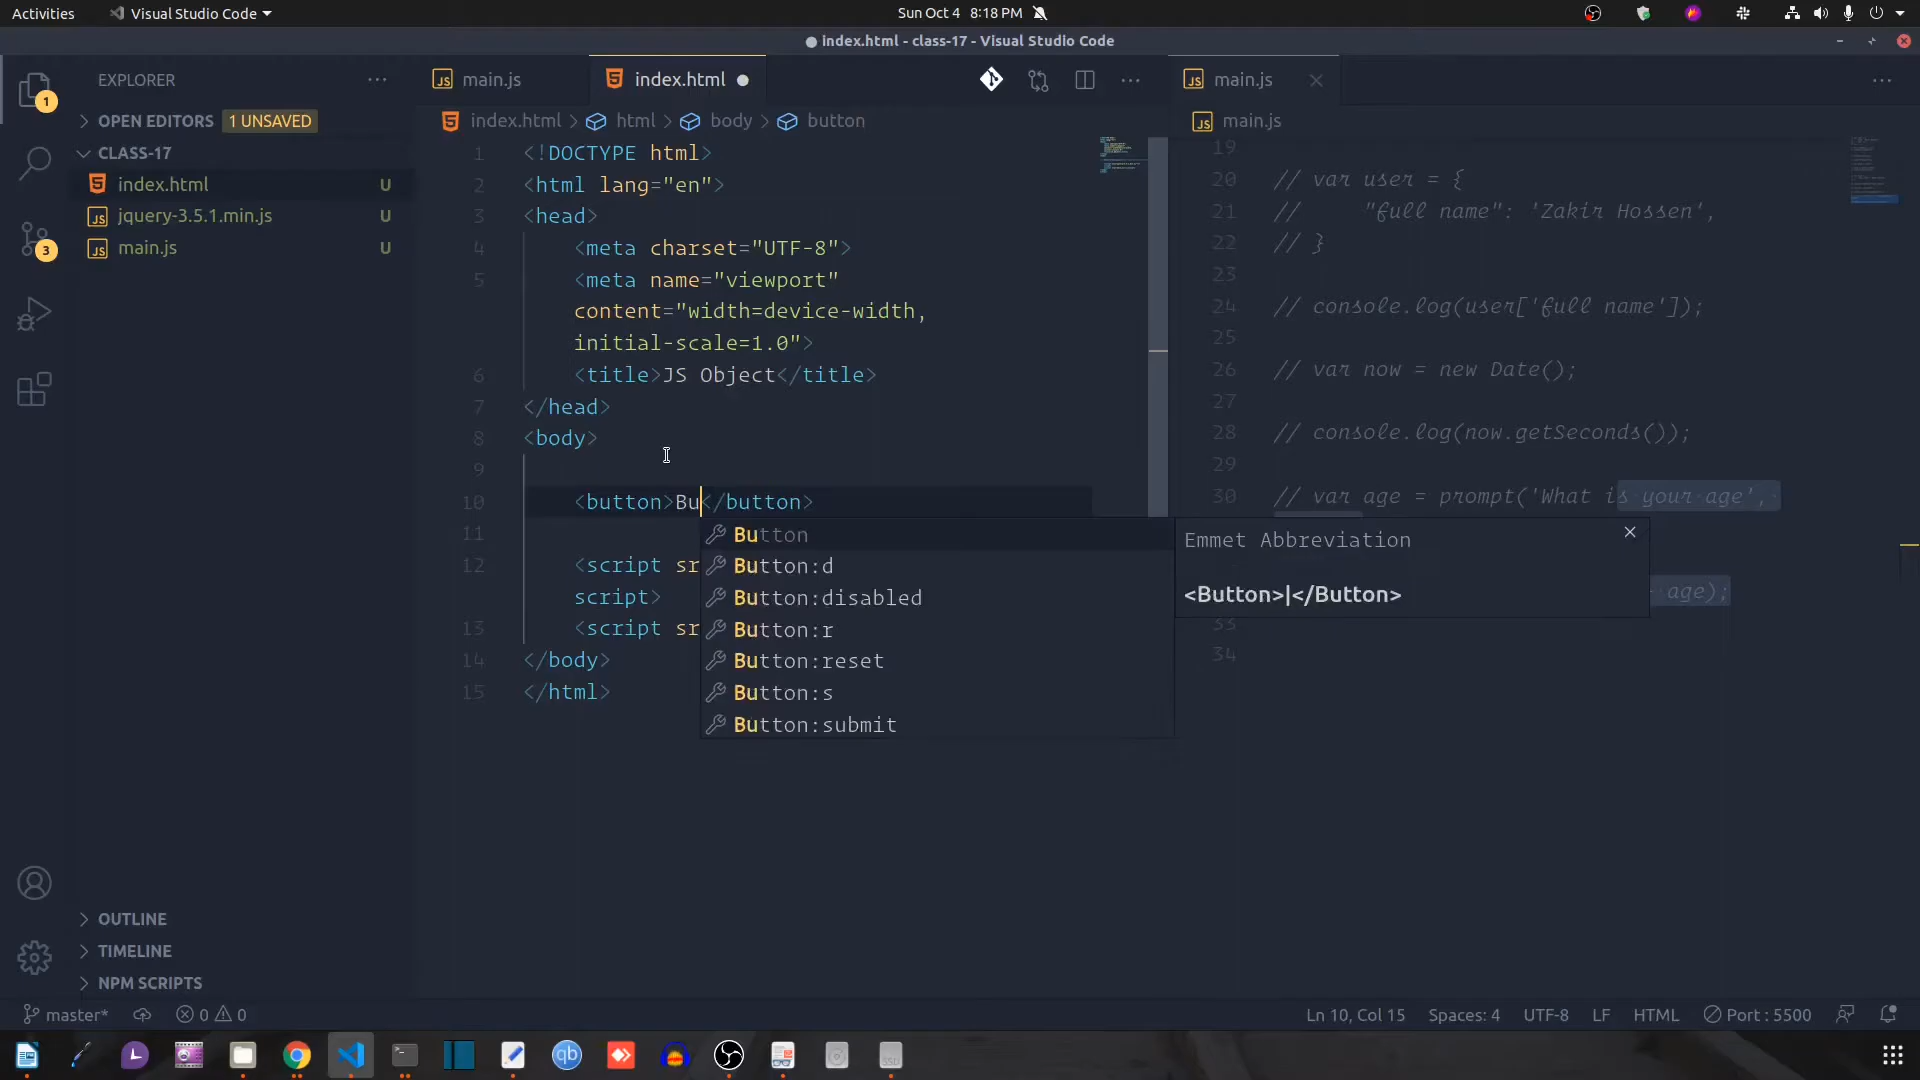 Activities
Visual Studio Code
Sun Oct 4 8:18 PM
index.html - class-17 - Visual Studio Code
EXPLORER
OPEN EDITORS 1 UNSAVED
CLASS-17
index.html U
jquery-3.5.1.min.js U
main.js U
OUTLINE
TIMELINE
NPM SCRIPTS
1
3
main.js
index.html
index.html > html > body > button
1 <!DOCTYPE html>
2 <html lang="en">
3 <head>
4 <meta charset="UTF-8">
5 <meta name="viewport"
content="width=device-width,
initial-scale=1.0">
6 <title>JS Object</title>
7 </head>
8 <body>
9
10 <button>Bu</button>
11
12 <script sr
script>
13 <script sr
14 </body>
15 </html>
Button
Button:d
Button:disabled
Button:r
Button:reset
Button:s
Button:submit
Emmet Abbreviation
<Button>|</Button>
main.js
main.js
19
20 // var user = {
21 // "full name": 'Zakir Hossen',
22 // }
23
24 // console.log(user['full name']);
25
26 // var now = new Date();
27
28 // console.log(now.getSeconds());
29
30 // var age = prompt('What is your age',
age);
33
34
master*
0 0
Ln 10, Col 15
Spaces: 4
UTF-8
LF
HTML
Port : 5500
qb